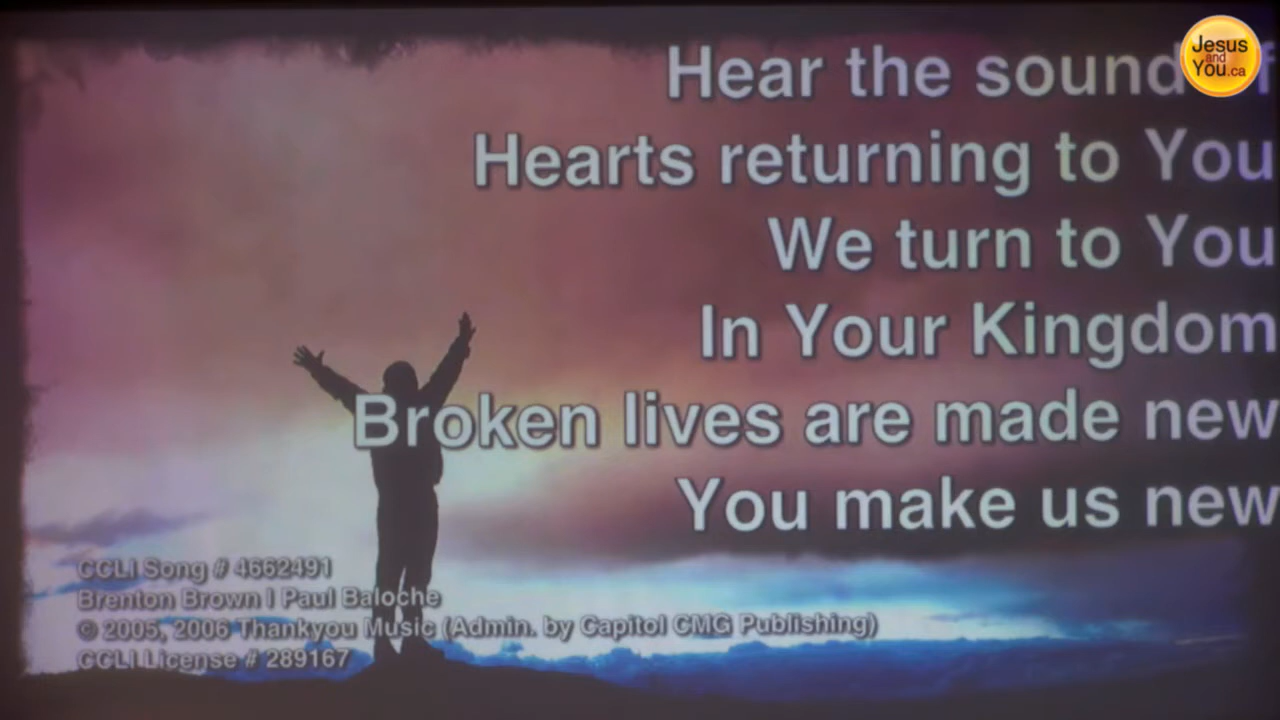 Hear the sound of
Hearts returning to You
We turn to You
In Your Kingdom
Broken lives are made new
You make us new
CCLI Song # 4662491
Brenton Brown | Paul Baloche
© 2005, 2006 Thankyou Music (Admin. by Capitol CMG Publishing)
CCLI License # 289167
Jesus
and
You.ca